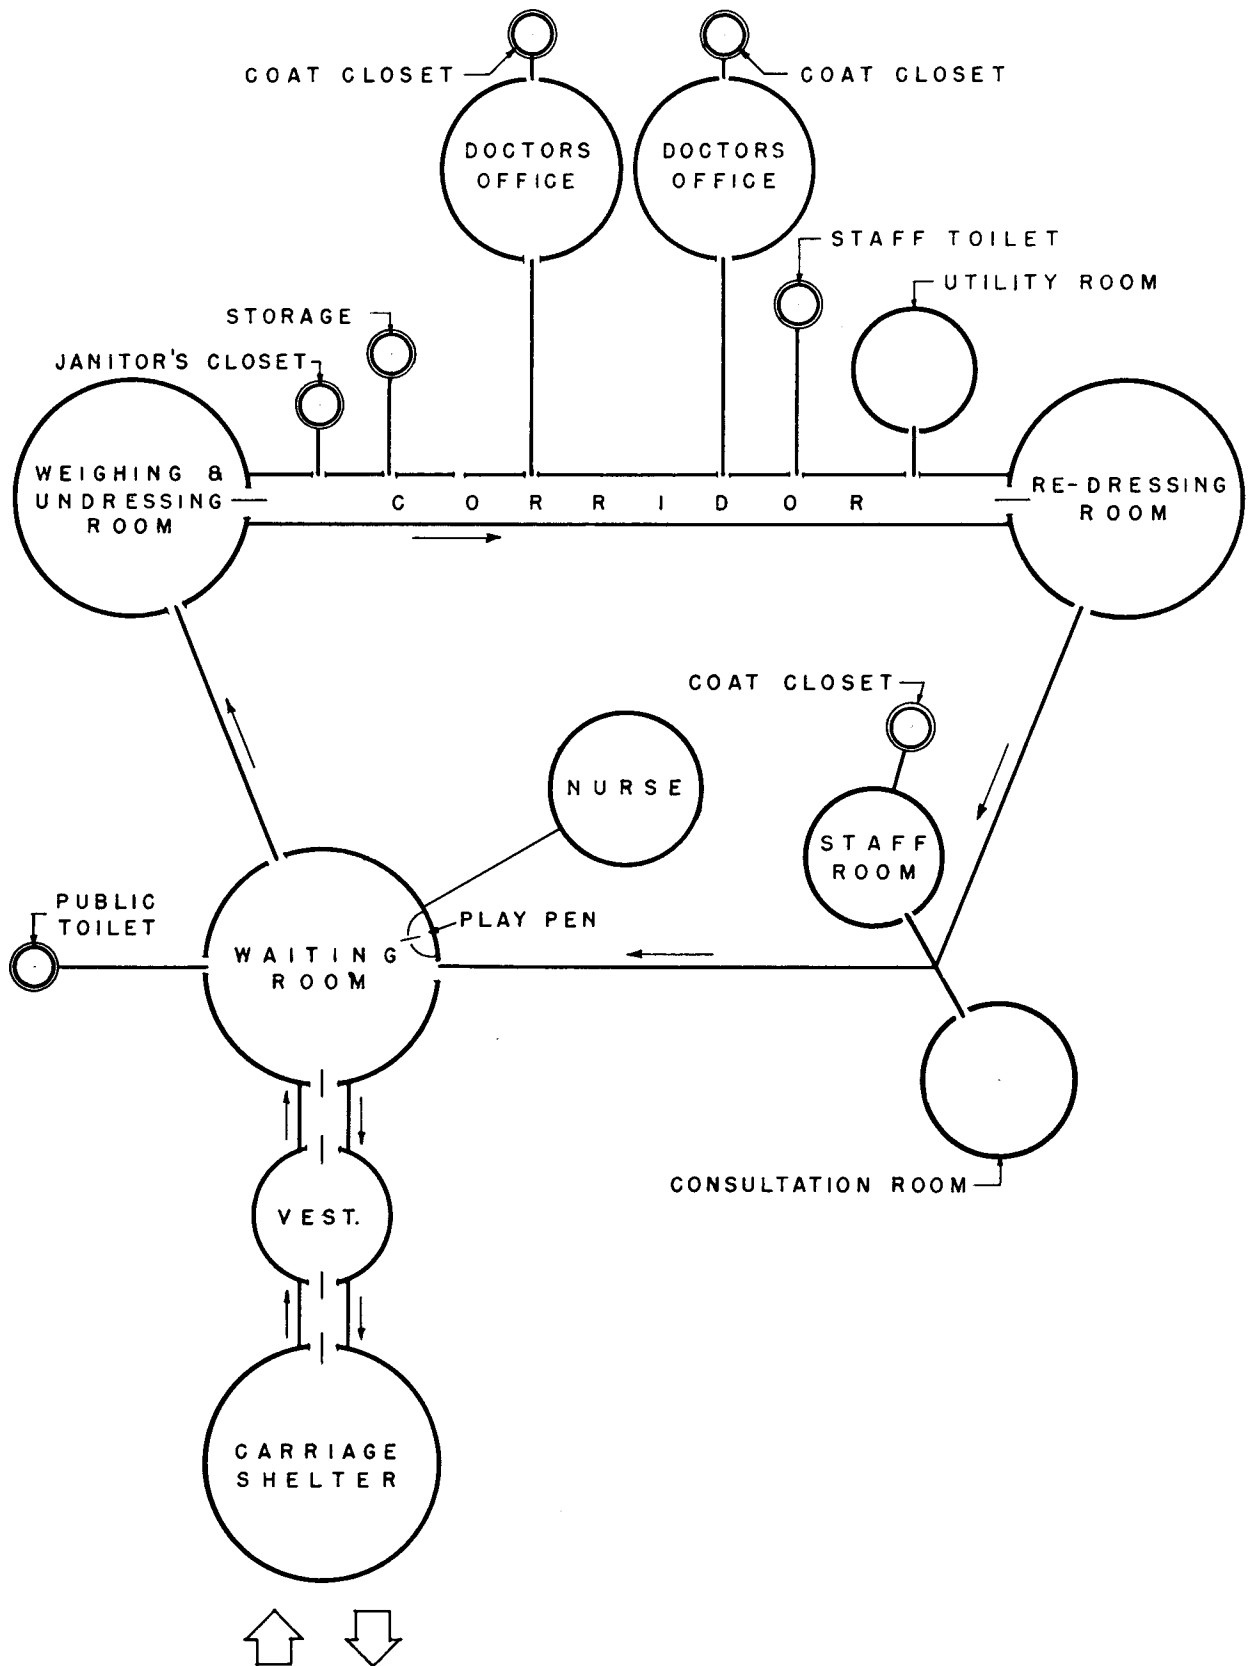 COAT CLOSET
COAT CLOSET
DOCTORS
OFFICE
DOCTORS
OFFICE
STAFF TOILET
UTILITY ROOM
STORAGE
JANITOR'S CLOSET
WEIGHING &
UNDRESSING
ROOM
CORRIDOR
RE-DRESSING
ROOM
COAT CLOSET
NURSE
STAFF
ROOM
PUBLIC
TOILET
PLAY PEN
WAITING
ROOM
CONSULTATION ROOM
VEST.
CARRIAGE
SHELTER